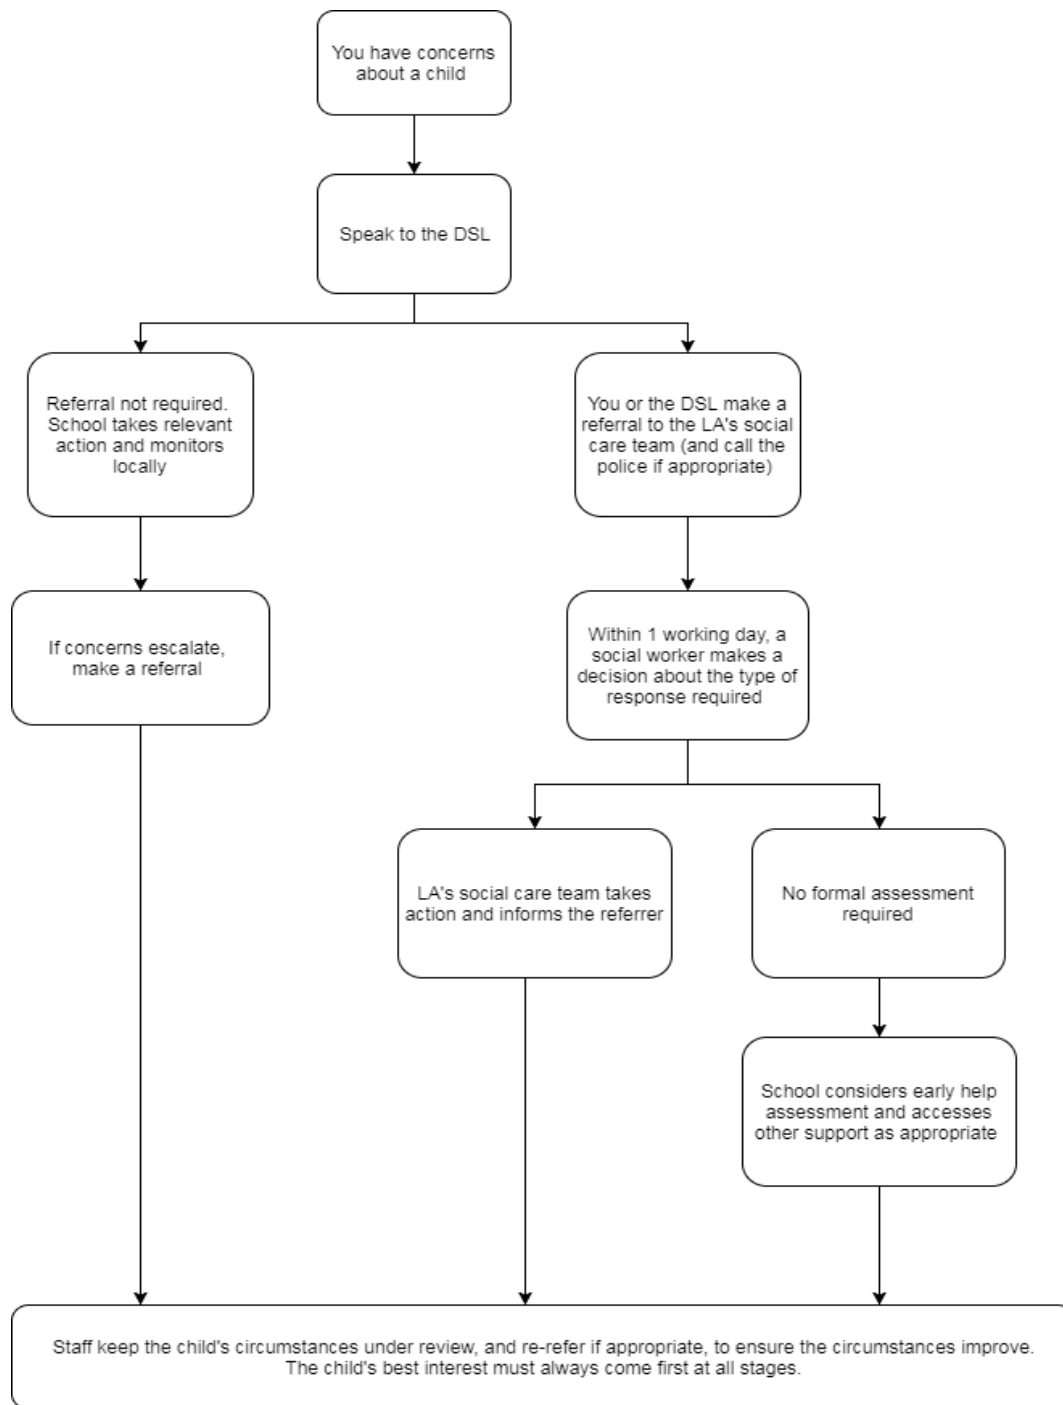 You have concerns
about a child
Speak to the DSL
Referral not required.
School takes relevant
action and monitors
locally
You or the DSL make a
referral to the LA's social
care team (and call the
police if appropriate)
If concerns escalate,
make a referral
Within 1 working day, a
social worker makes a
decision about the type of
response required
LA's social care team takes
action and informs the referrer
No formal assessment
required
School considers early help
assessment and accesses
other support as appropriate
Staff keep the child's circumstances under review, and re-refer if appropriate, to ensure the circumstances improve.
The child's best interest must always come first at all stages.